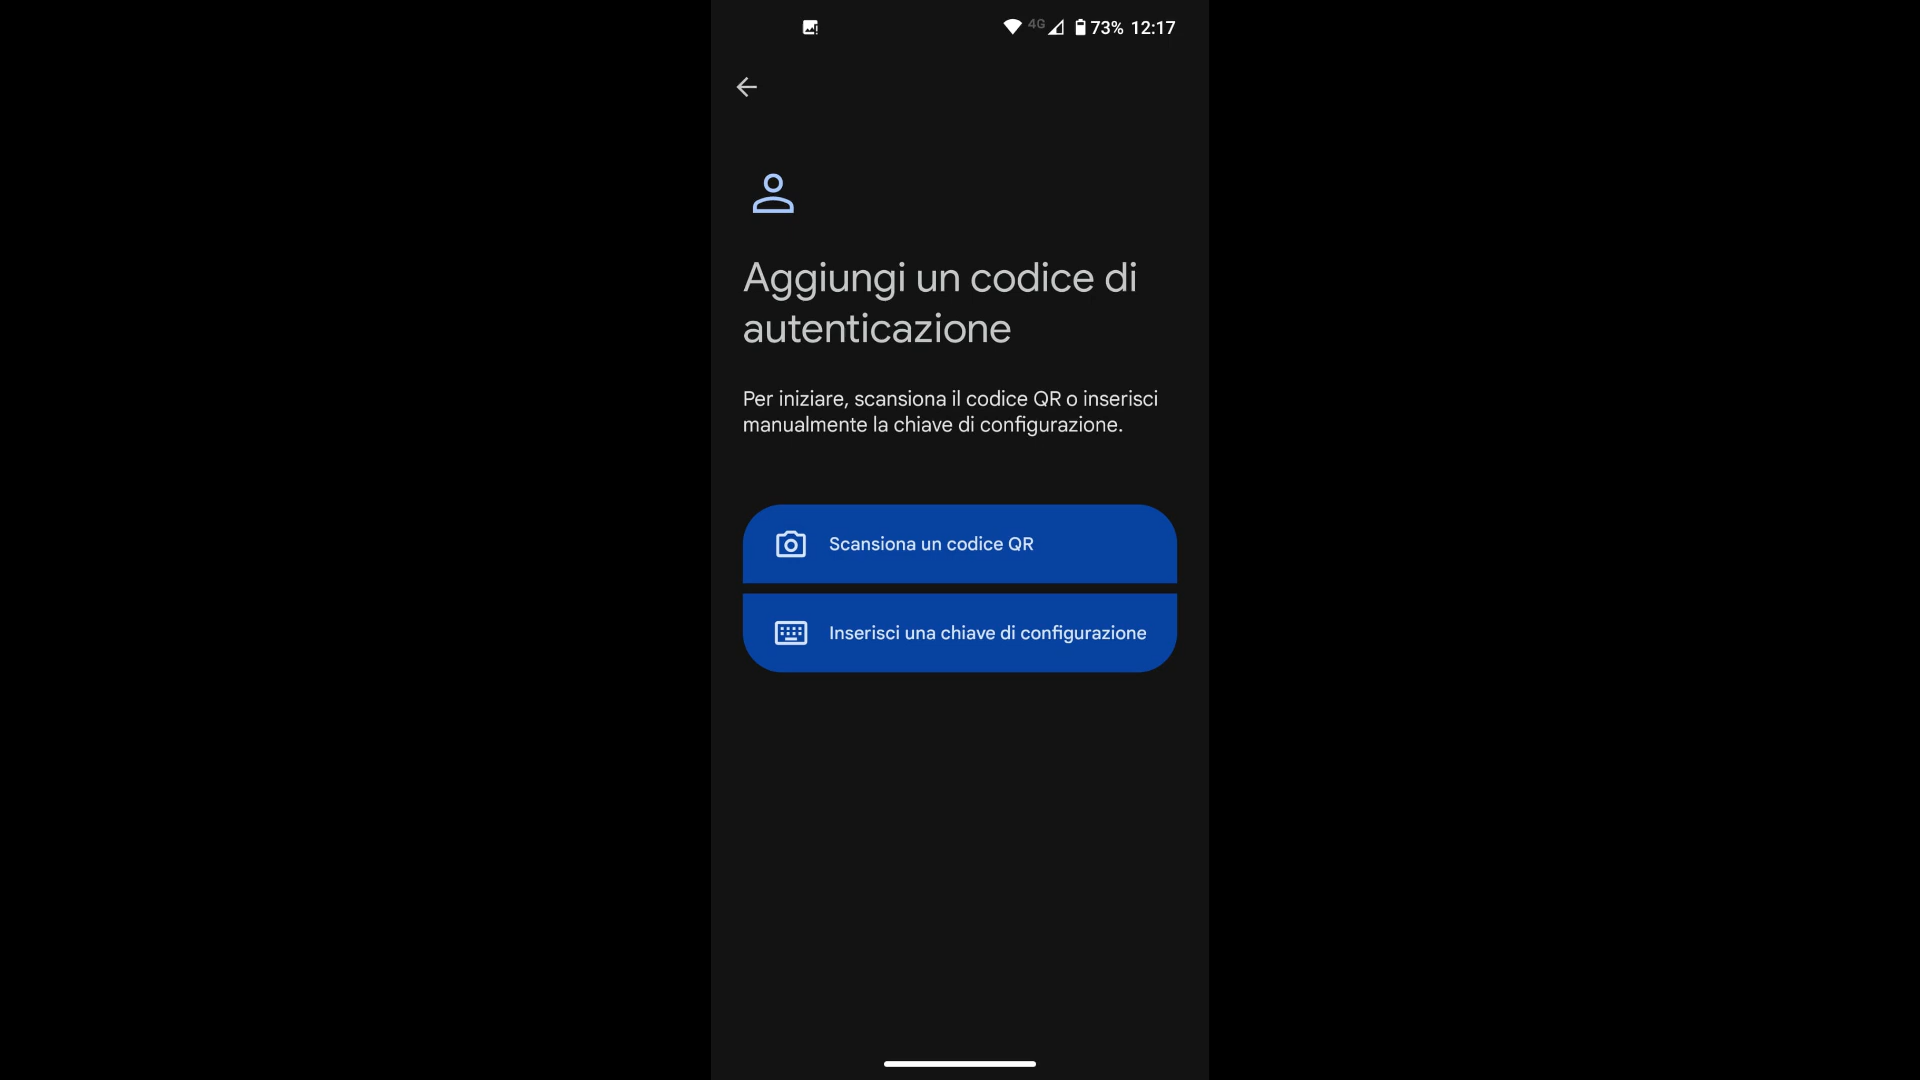 4G 73% 12:17
Aggiungi un codice di
autenticazione
Per iniziare, scansiona il codice QR o inserisci
manualmente la chiave di configurazione.
Scansiona un codice QR
Inserisci una chiave di configurazione